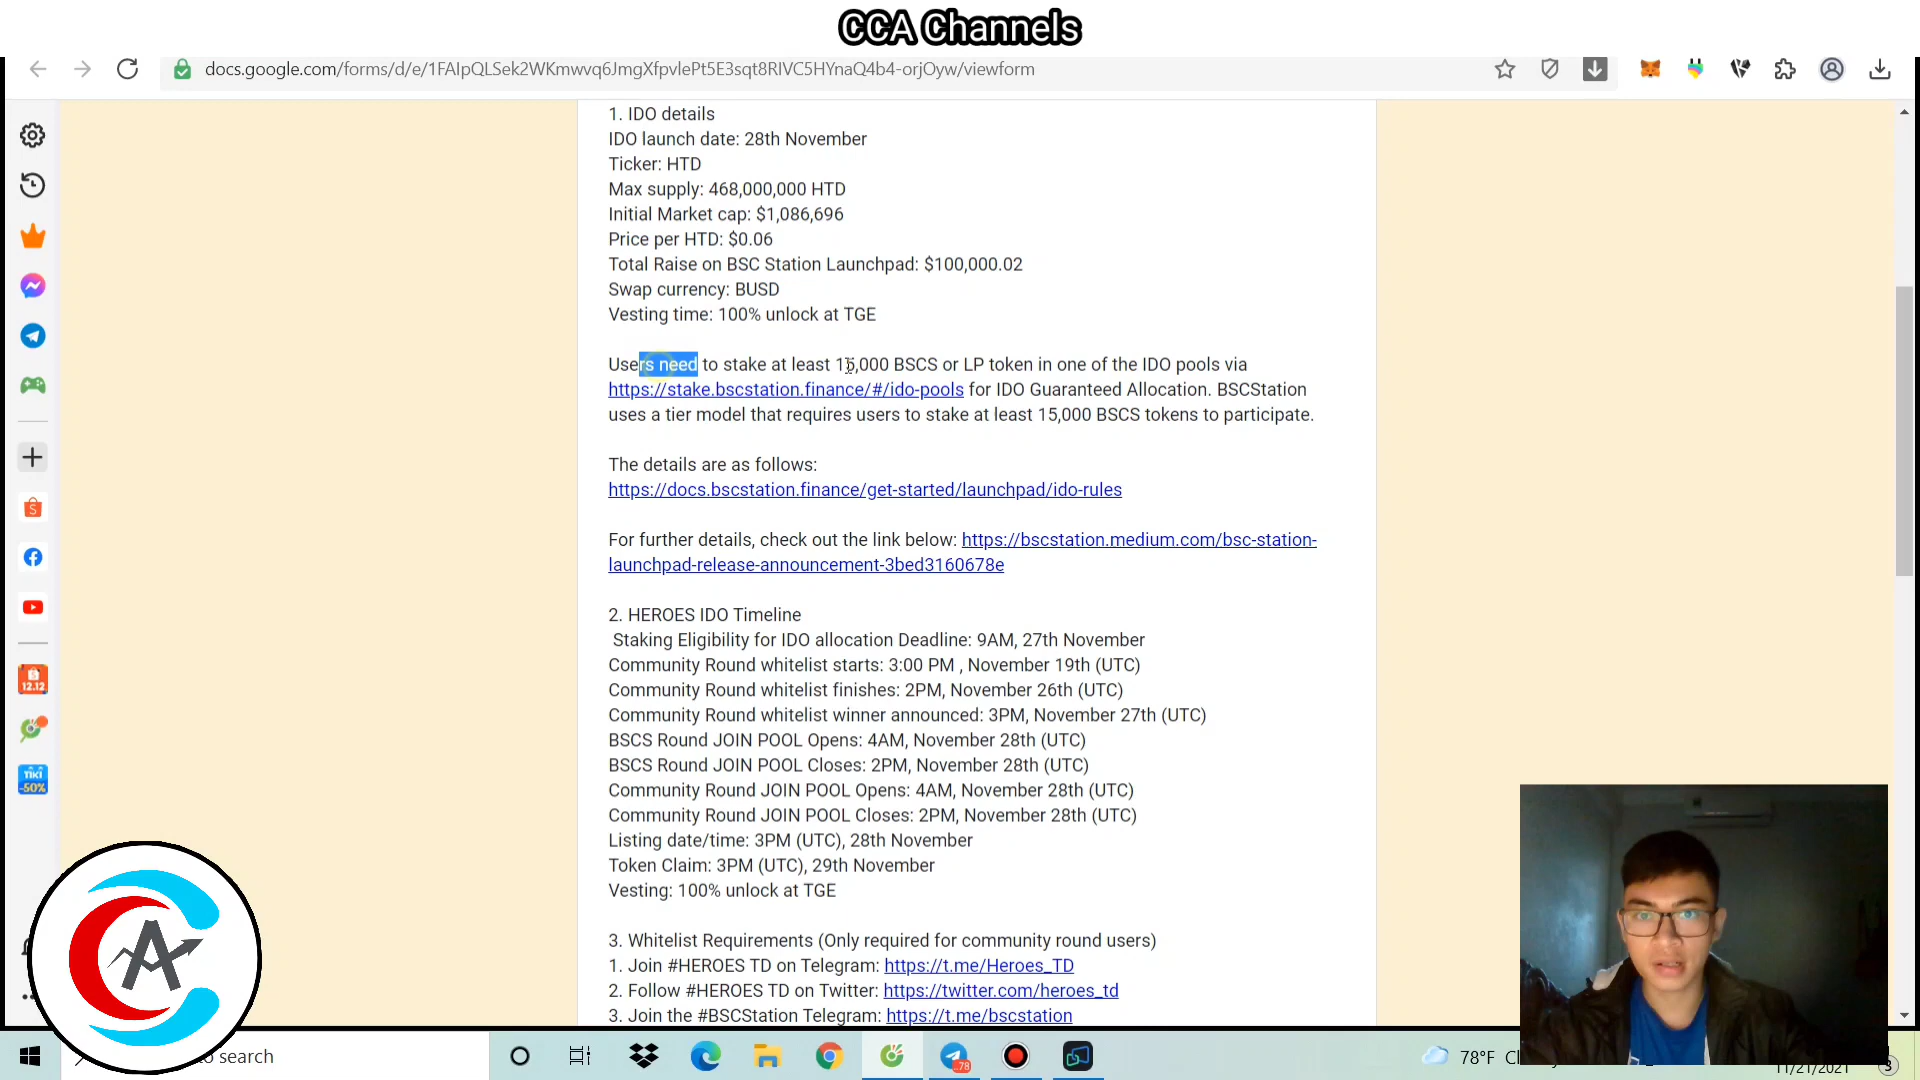 CCA Channels
docs.google.com/forms/d/e/1FAIpQLSek2WKmwvq6JmgXfpvlePt5E3sqt8RIVC5HYnaQ4b4-orjOyw/viewform
1. IDO details
IDO launch date: 28th November
Ticker: HTD
Max supply: 468,000,000 HTD
Initial Market cap: $1,086,696
Price per HTD: $0.06
Total Raise on BSC Station Launchpad: $100,000.02
Swap currency: BUSD
Vesting time: 100% unlock at TGE
Users need to stake at least 15,000 BSCS or LP token in one of the IDO pools via
https://stake.bscstation.finance/#/ido-pools for IDO Guaranteed Allocation. BSCStation
uses a tier model that requires users to stake at least 15,000 BSCS tokens to participate.
The details are as follows:
https://docs.bscstation.finance/get-started/launchpad/ido-rules
For further details, check out the link below: https://bscstation.medium.com/bsc-station-
launchpad-release-announcement-3bed3160678e
2. HEROES IDO Timeline
Staking Eligibility for IDO allocation Deadline: 9AM, 27th November
Community Round whitelist starts: 3:00 PM , November 19th (UTC)
Community Round whitelist finishes: 2PM, November 26th (UTC)
Community Round whitelist winner announced: 3PM, November 27th (UTC)
BSCS Round JOIN POOL Opens: 4AM, November 28th (UTC)
BSCS Round JOIN POOL Closes: 2PM, November 28th (UTC)
Community Round JOIN POOL Opens: 4AM, November 28th (UTC)
Community Round JOIN POOL Closes: 2PM, November 28th (UTC)
Listing date/time: 3PM (UTC), 28th November
Token Claim: 3PM (UTC), 29th November
Vesting: 100% unlock at TGE
3. Whitelist Requirements (Only required for community round users)
1. Join #HEROES TD on Telegram: https://t.me/Heroes_TD
2. Follow #HEROES TD on Twitter: https://twitter.com/heroes_td
3. Join the #BSCStation Telegram: https://t.me/bscstation
12.12
TIKI
-50%
to search
78
78°F
11/21/2021
3